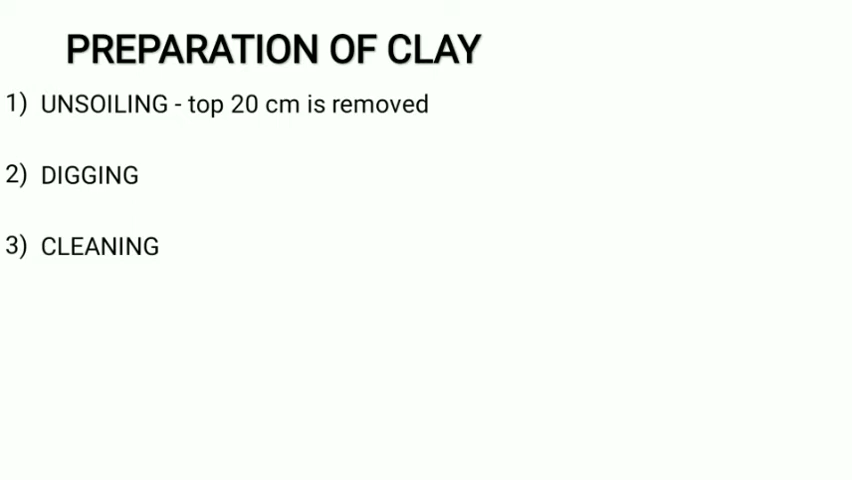 PREPARATION OF CLAY
1) UNSOILING - top 20 cm is removed
2) DIGGING
3) CLEANING